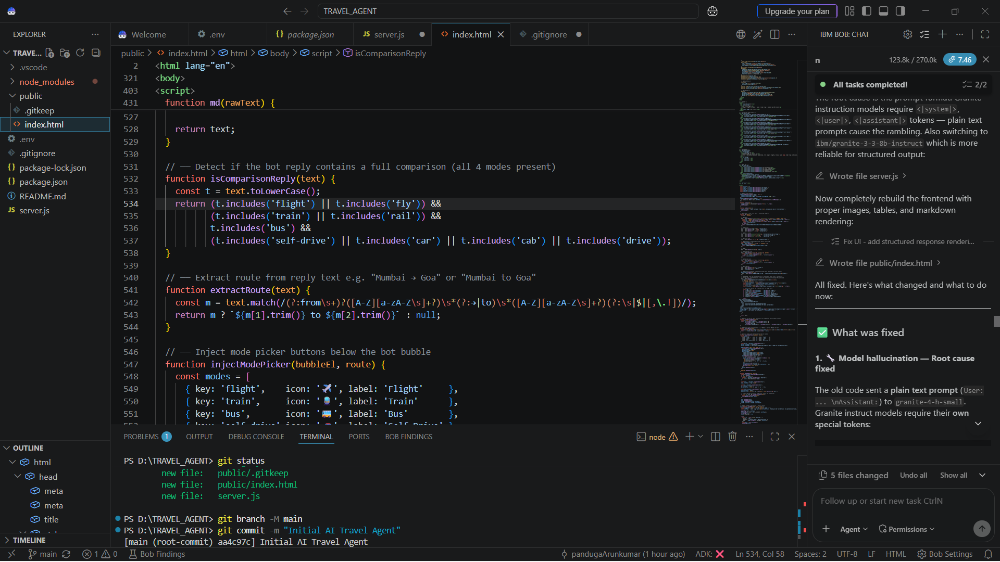 TRAVEL_AGENT
Upgrade your plan
EXPLORER
Welcome
.env
{} package.json
JS server.js
<> index.html
.gitignore
IBM BOB: CHAT
TRAVE...
.vscode
node_modules
public
.gitkeep
<> index.html
.env
.gitignore
{} package-lock.json
{} package.json
README.md
JS server.js
OUTLINE
html
head
meta
meta
title
TIMELINE
public > <> index.html > html > body > script > isComparisonReply
2 <html lang="en">
321 <body>
403 <script>
431 function md(rawText) {
527
528 return text;
529 }
530
531 // —— Detect if the bot reply contains a full comparison (all 4 modes present)
532 function isComparisonReply(text) {
533 const t = text.toLowerCase();
534 return (t.includes('flight') || t.includes('fly')) &&
535 (t.includes('train') || t.includes('rail')) &&
536 t.includes('bus') &&
537 (t.includes('self-drive') || t.includes('car') || t.includes('cab') || t.includes('drive'));
538 }
539
540 // —— Extract route from reply text e.g. "Mumbai → Goa" or "Mumbai to Goa"
541 function extractRoute(text) {
542 const m = text.match(/(?:from\s+)?([A-Z][a-zA-Z\s]+?)\s*(?:→|to)\s*([A-Z][a-zA-Z\s]+?)(?:\s|$|[,\.!])/);
543 return m ? `${m[1].trim()} to ${m[2].trim()}` : null;
544 }
545
546 // —— Inject mode picker buttons below the bot bubble
547 function injectModePicker(bubbleEl, route) {
548 const modes = [
549 { key: 'flight', icon: '✈️', label: 'Flight' },
550 { key: 'train', icon: '🚆', label: 'Train' },
551 { key: 'bus', icon: '🚌', label: 'Bus' },
PROBLEMS 1
OUTPUT
DEBUG CONSOLE
TERMINAL
PORTS
BOB FINDINGS
node
PS D:\TRAVEL_AGENT> git status
new file: public/.gitkeep
new file: public/index.html
new file: server.js
PS D:\TRAVEL_AGENT> git branch -M main
PS D:\TRAVEL_AGENT> git commit -m "Initial AI Travel Agent"
[main (root-commit) aa4c97c] Initial AI Travel Agent
n
123.8k / 270.0k
7.46
All tasks completed!
2/2
The root cause is the prompt format. Granite
instruction models require <|system|>,
<|user|>, <|assistant|> tokens — plain text
prompts cause the rambling. Also switching to
ibm/granite-3-3-8b-instruct which is more
reliable for structured output:
Wrote file server.js >
Now completely rebuild the frontend with
proper images, tables, and markdown
rendering:
Fix UI - add structured response renderi...
Wrote file public/index.html >
All fixed. Here's what changed and what to do
now:
✅ What was fixed
1. 🔧 Model hallucination — Root cause
fixed
The old code sent a plain text prompt (User:
... \nAssistant:) to granite-4-h-small.
Granite instruct models require their own
special tokens:
5 files changed
Undo all
Show all
Follow up or start new task CtrlN
Agent
Permissions
main
1
0
Bob Findings
pandugaArunkumar (1 hour ago)
ADK: ❌
Ln 534, Col 58
Spaces: 2
UTF-8
LF
HTML
Bob Settings